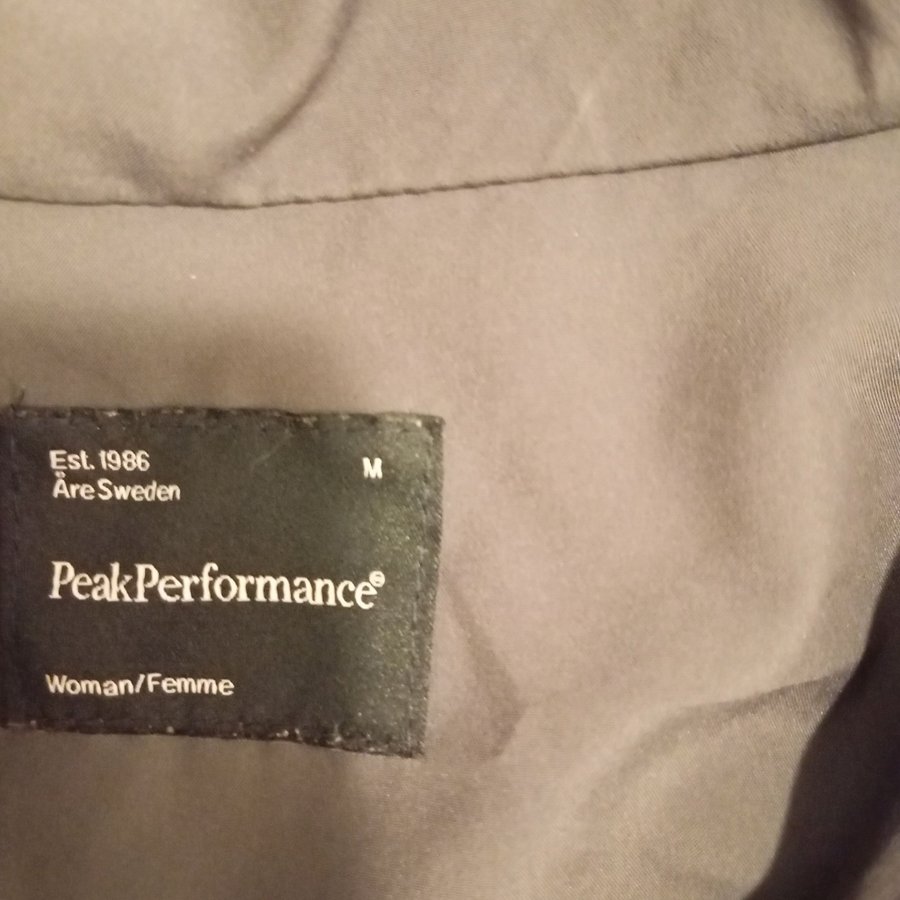 Est. 1986
M
Åre Sweden
PeakPerformance®
Woman/Femme